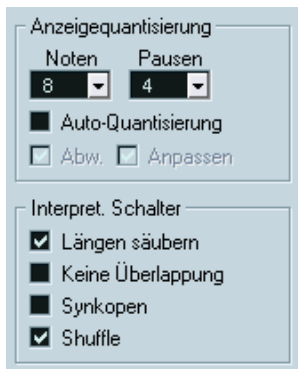 Anzeigequantisierung
Noten Pausen
8 4
Auto-Quantisierung
Abw. Anpassen
Interpret. Schalter
Längen säubern
Keine Überlappung
Synkopen
Shuffle